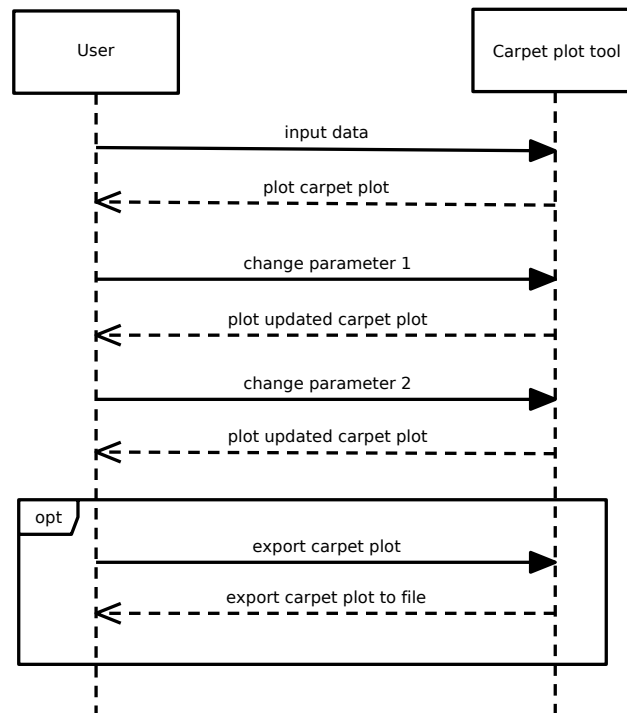 User
Carpet plot tool
input data
plot carpet plot
change parameter 1
plot updated carpet plot
change parameter 2
plot updated carpet plot
opt
export carpet plot
export carpet plot to file